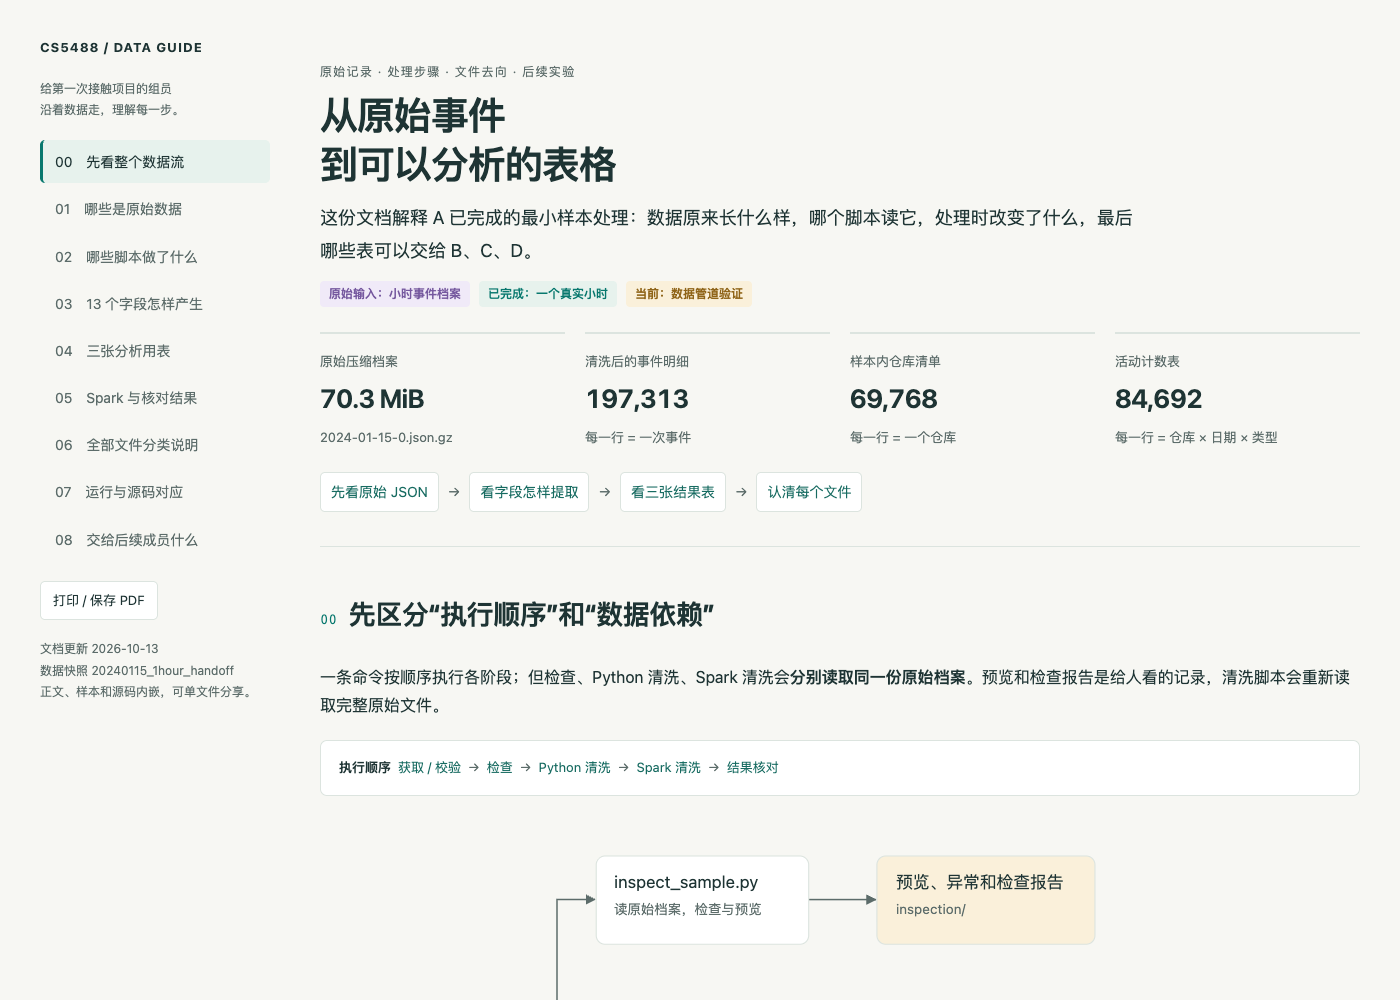 CS5488 / DATA GUIDE
给第一次接触项目的组员
沿着数据走，理解每一步。
00 先看整个数据流
01 哪些是原始数据
02 哪些脚本做了什么
03 13 个字段怎样产生
04 三张分析用表
05 Spark 与核对结果
06 全部文件分类说明
07 运行与源码对应
08 交给后续成员什么
打印 / 保存 PDF
文档更新 2026-10-13
数据快照 20240115_1hour_handoff
正文、样本和源码内嵌，可单文件分享。
原始记录 · 处理步骤 · 文件去向 · 后续实验
从原始事件
到可以分析的表格
这份文档解释 A 已完成的最小样本处理：数据原来长什么样，哪个脚本读它，处理时改变了什么，最后
哪些表可以交给 B、C、D。
原始输入：小时事件档案 已完成：一个真实小时 当前：数据管道验证
原始压缩档案
70.3 MiB
2024-01-15-0.json.gz
清洗后的事件明细
197,313
每一行 = 一次事件
样本内仓库清单
69,768
每一行 = 一个仓库
活动计数表
84,692
每一行 = 仓库 × 日期 × 类型
先看原始 JSON → 看字段怎样提取 → 看三张结果表 → 认清每个文件
00 先区分“执行顺序”和“数据依赖”
一条命令按顺序执行各阶段；但检查、Python 清洗、Spark 清洗会分别读取同一份原始档案。预览和检查报告是给人看的记录，清洗脚本会重新读
取完整原始文件。
执行顺序 获取 / 校验 → 检查 → Python 清洗 → Spark 清洗 → 结果核对
inspect_sample.py
读原始档案，检查与预览
预览、异常和检查报告
inspection/